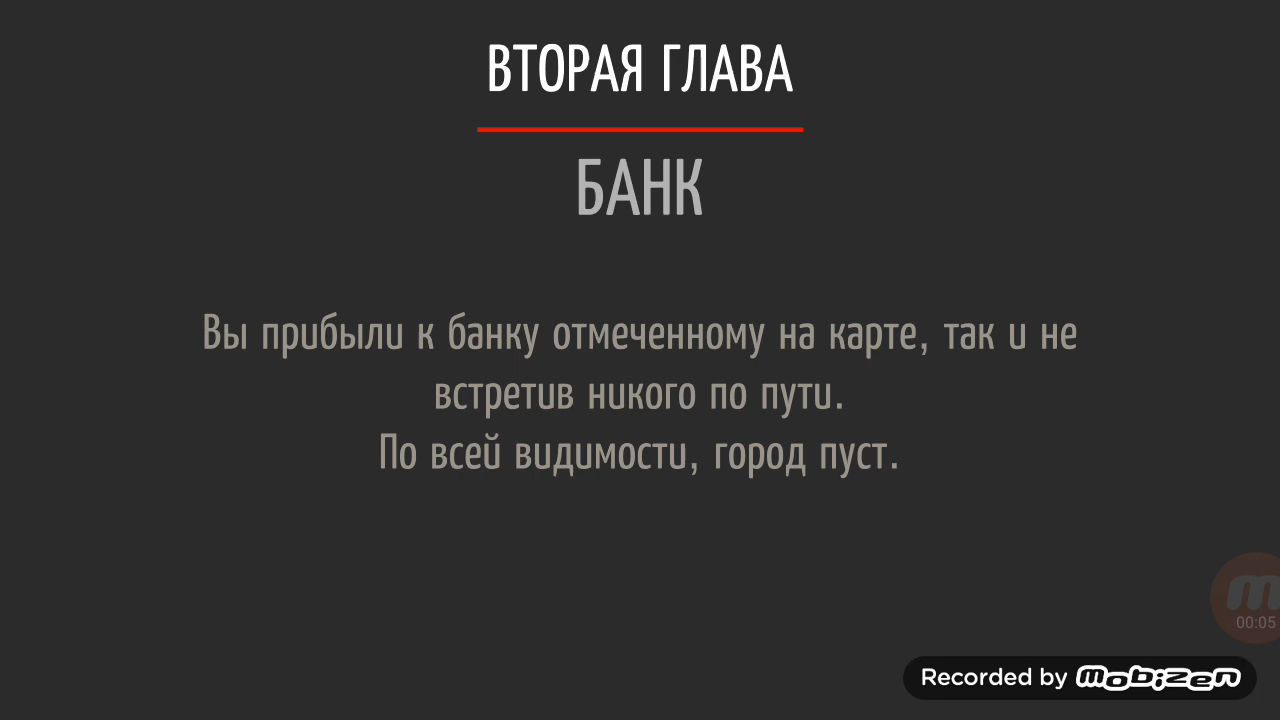 ВТОРАЯ ГЛАВА
БАНК
Вы прибыли к банку отмеченному на карте, так и не
встретив никого по пути.
По всей видимости, город пуст.
m
00:05
Recorded by mobizen